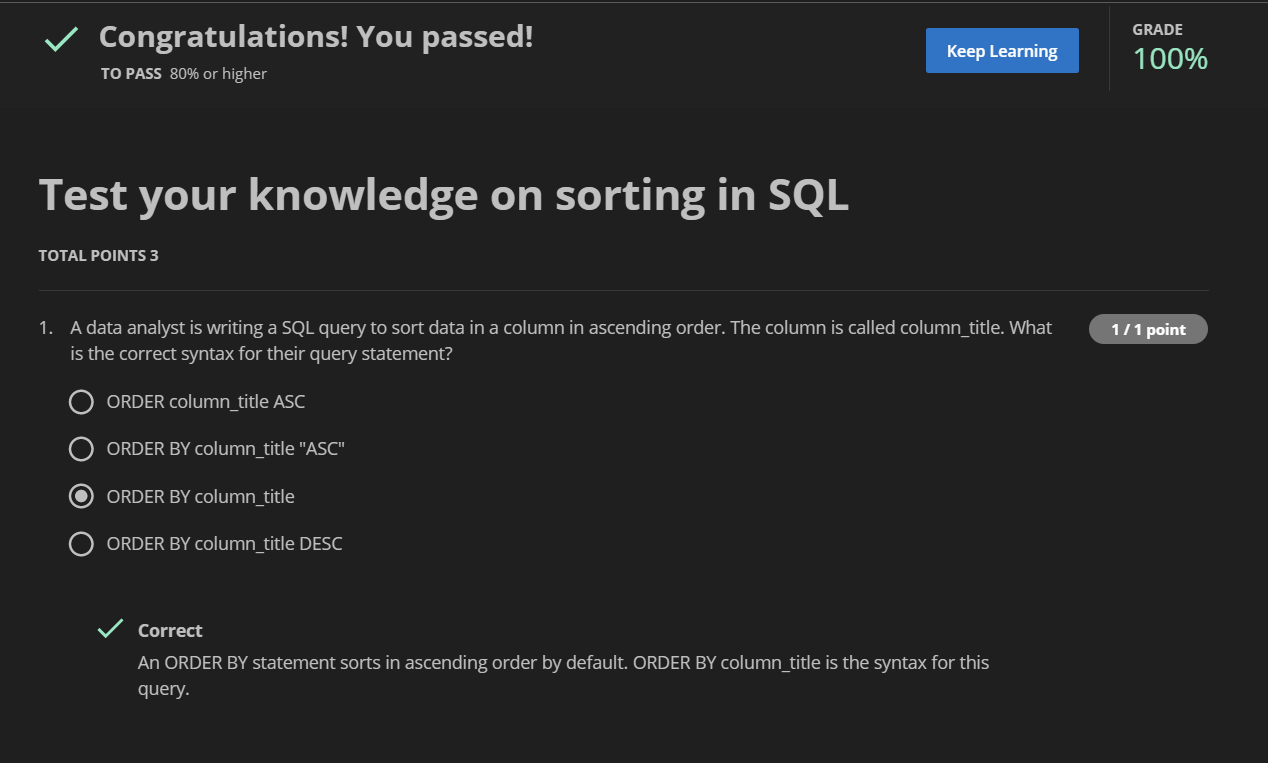 Congratulations! You passed!
TO PASS 80% or higher
Keep Learning
GRADE
100%
Test your knowledge on sorting in SQL
TOTAL POINTS 3
1. A data analyst is writing a SQL query to sort data in a column in ascending order. The column is called column_title. What
is the correct syntax for their query statement?
1 / 1 point
ORDER column_title ASC
ORDER BY column_title "ASC"
ORDER BY column_title
ORDER BY column_title DESC
Correct
An ORDER BY statement sorts in ascending order by default. ORDER BY column_title is the syntax for this
query.